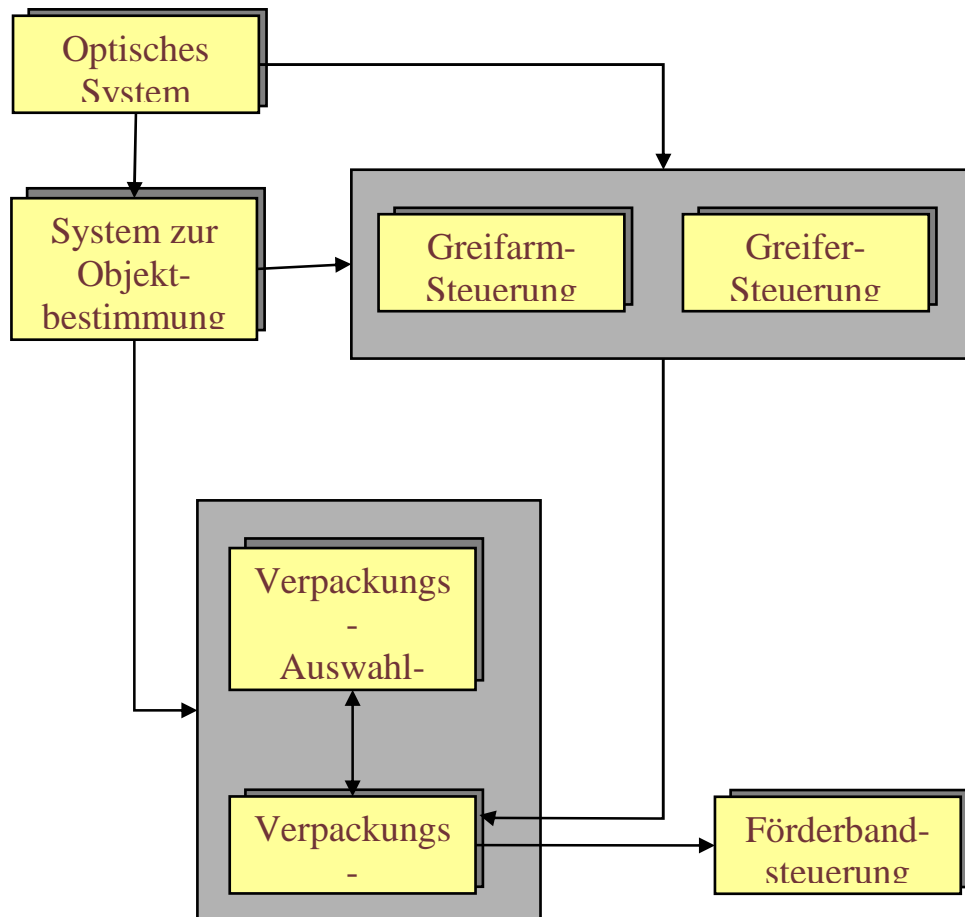 Optisches
System
System zur
Objekt-
bestimmung
Greifarm-
Steuerung
Greifer-
Steuerung
Verpackungs
-
Auswahl-
Verpackungs
-
Förderband-
steuerung